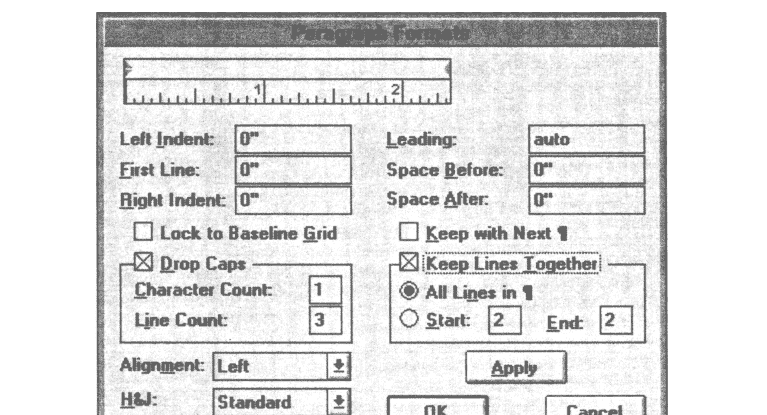 Paragraph Formats
1 2
Left Indent: 0" Leading: auto
First Line: 0" Space Before: 0"
Right Indent: 0" Space After: 0"
Lock to Baseline Grid Keep with Next ¶
Drop Caps Keep Lines Together
Character Count: 1 All Lines in ¶
Line Count: 3 Start: 2 End: 2
Alignment: Left Apply
H&J: Standard OK Cancel